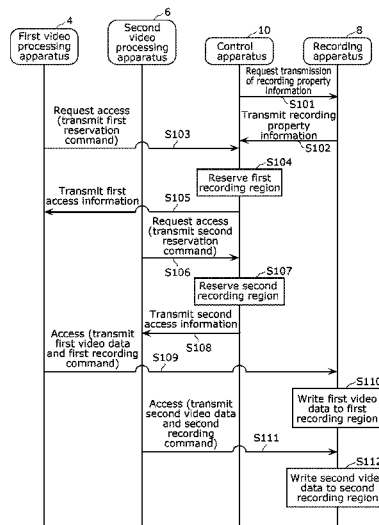 4
First video
processing
apparatus
6
Second video
processing
apparatus
10
Control
apparatus
8
Recording
apparatus
Request transmission
of recording property
information
S101
Transmit recording
property
information
S102
Request access
(transmit first
reservation
command)
S103
S104
Reserve first
recording region
Transmit first
access information
S105
Request access
(transmit second
reservation
command)
S106
S107
Reserve second
recording region
Transmit second
access information
S108
Access (transmit
first video data
and first recording
command)
S109
S110
Write first video
data to first
recording region
Access (transmit
second video data
and second
recording
command)
S111
S112
Write second video
data to second
recording region